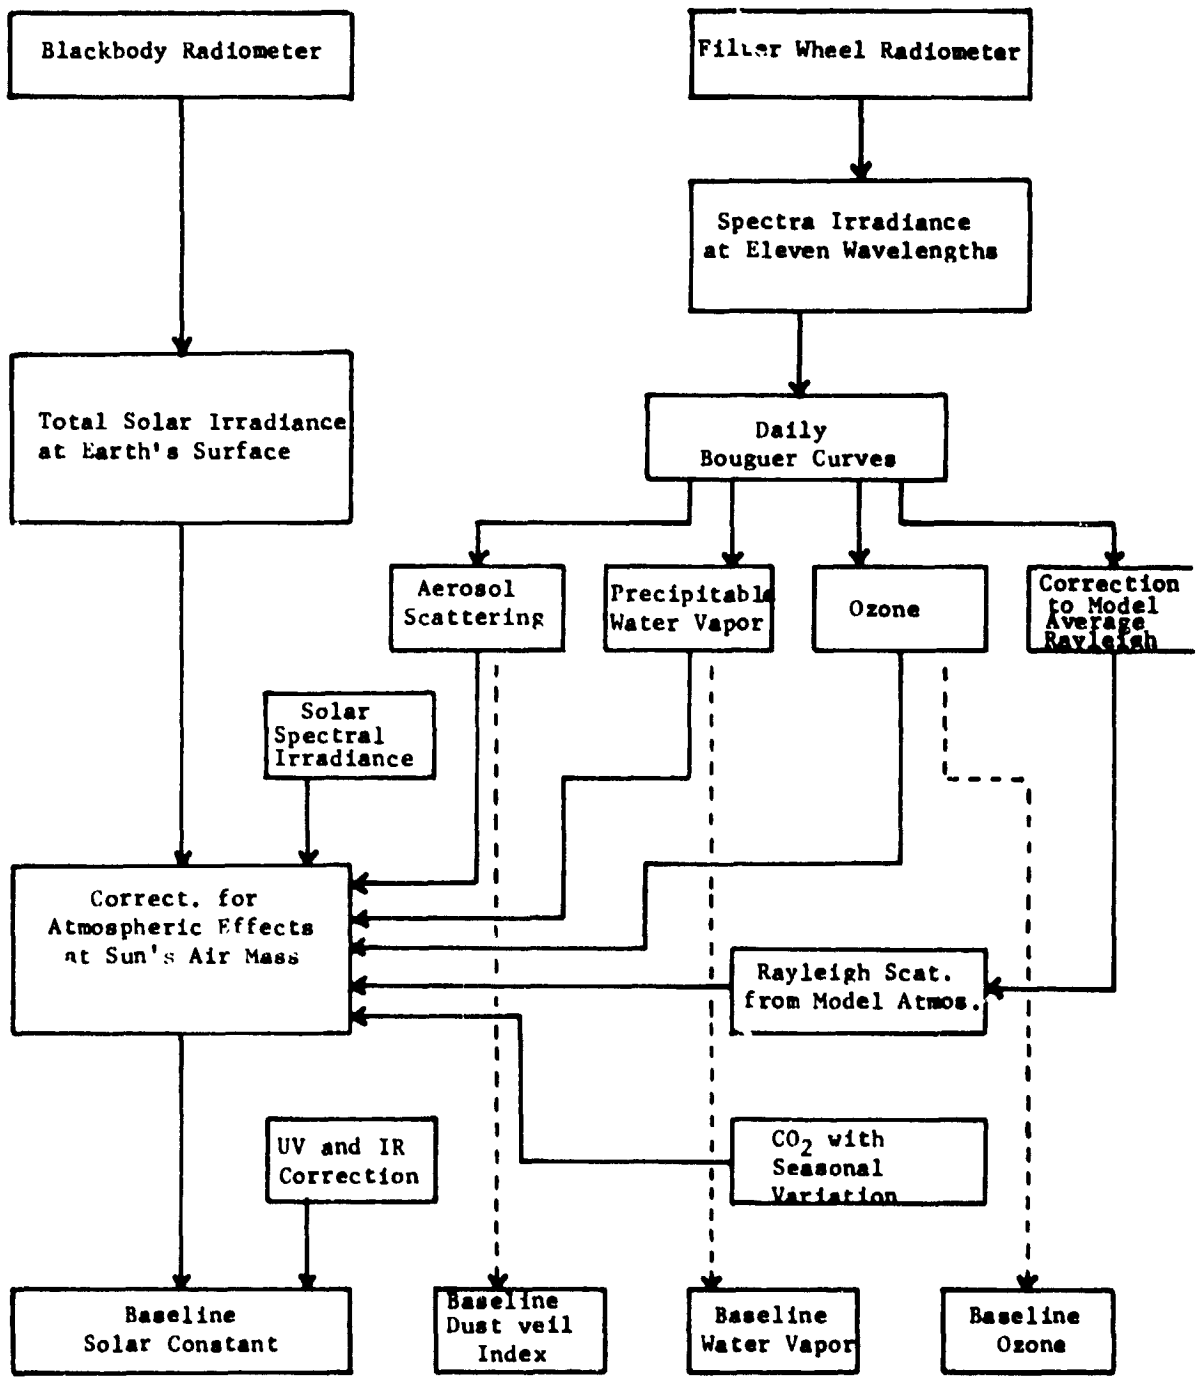 Blackbody Radiometer
Filter Wheel Radiometer
Spectra Irradiance
at Eleven Wavelengths
Total Solar Irradiance
at Earth's Surface
Daily
Bouguer Curves
Aerosol
Scattering
Precipitable
Water Vapor
Ozone
Correction
to Model
Average
Rayleigh
Solar
Spectral
Irradiance
Correct. for
Atmospheric Effects
at Sun's Air Mass
Rayleigh Scat.
from Model Atmos.
UV and IR
Correction
CO2 with
Seasonal
Variation
Baseline
Solar Constant
Baseline
Dust veil
Index
Baseline
Water Vapor
Baseline
Ozone